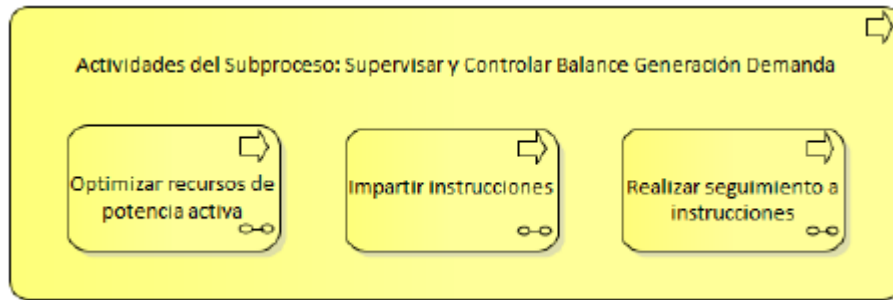 Actividades del Subproceso: Supervisar y Controlar Balance Generación Demanda
Optimizar recursos de
potencia activa
Impartir instrucciones
Realizar seguimiento a
instrucciones